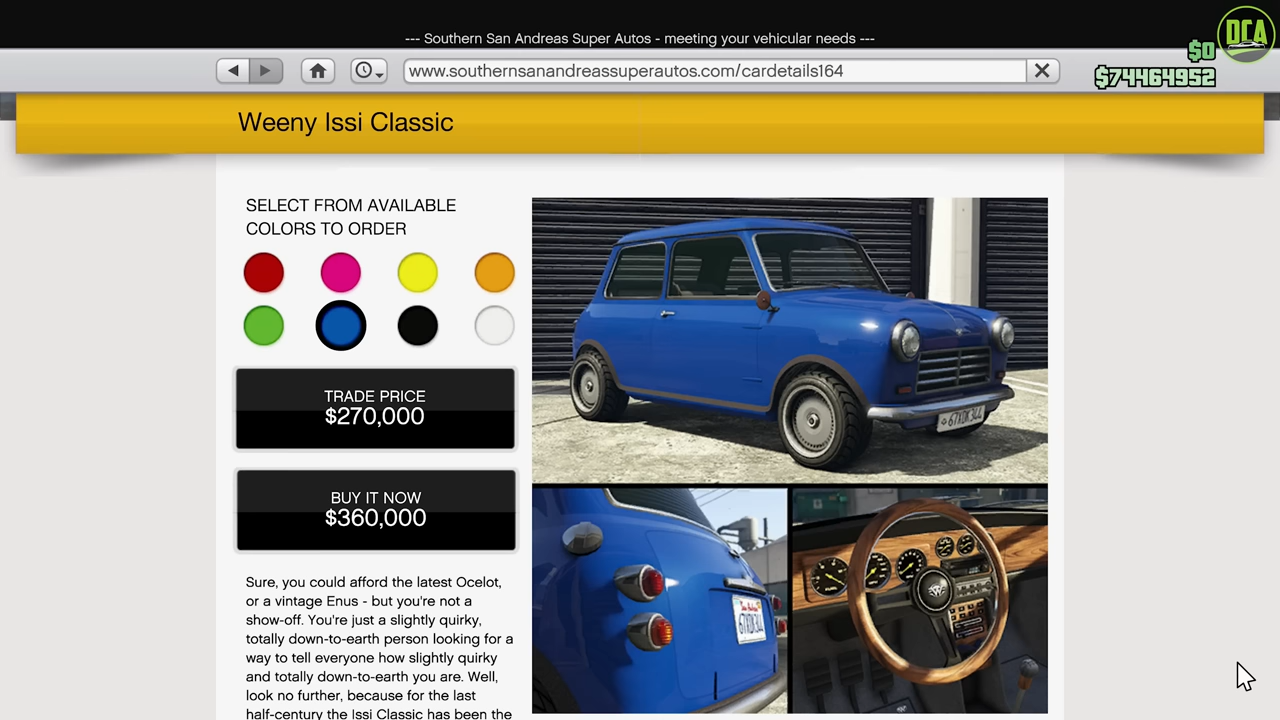 --- Southern San Andreas Super Autos - meeting your vehicular needs ---
DCA
$0
www.southernsanandreassuperautos.com/cardetails164
$74464952
Weeny Issi Classic
SELECT FROM AVAILABLE
COLORS TO ORDER
TRADE PRICE
$270,000
BUY IT NOW
$360,000
Sure, you could afford the latest Ocelot,
or a vintage Enus - but you're not a
show-off. You're just a slightly quirky,
totally down-to-earth person looking for a
way to tell everyone how slightly quirky
and totally down-to-earth you are. Well,
look no further, because for the last
half-century the Issi Classic has been the